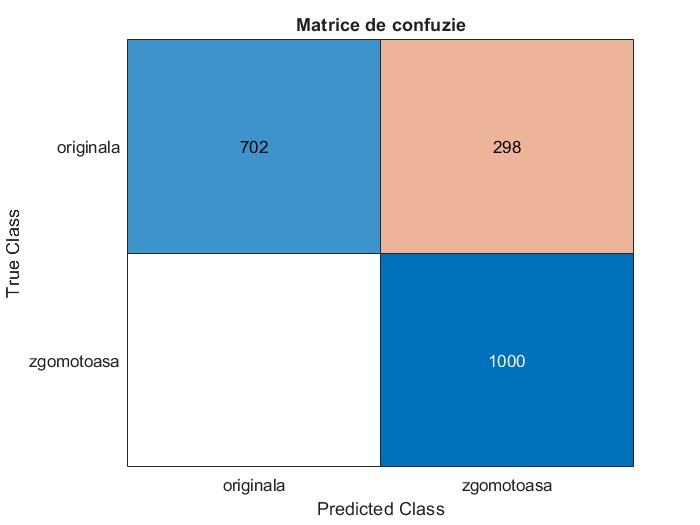 Matrice de confuzie
True Class
originala
702
298
zgomotoasa
1000
originala
zgomotoasa
Predicted Class